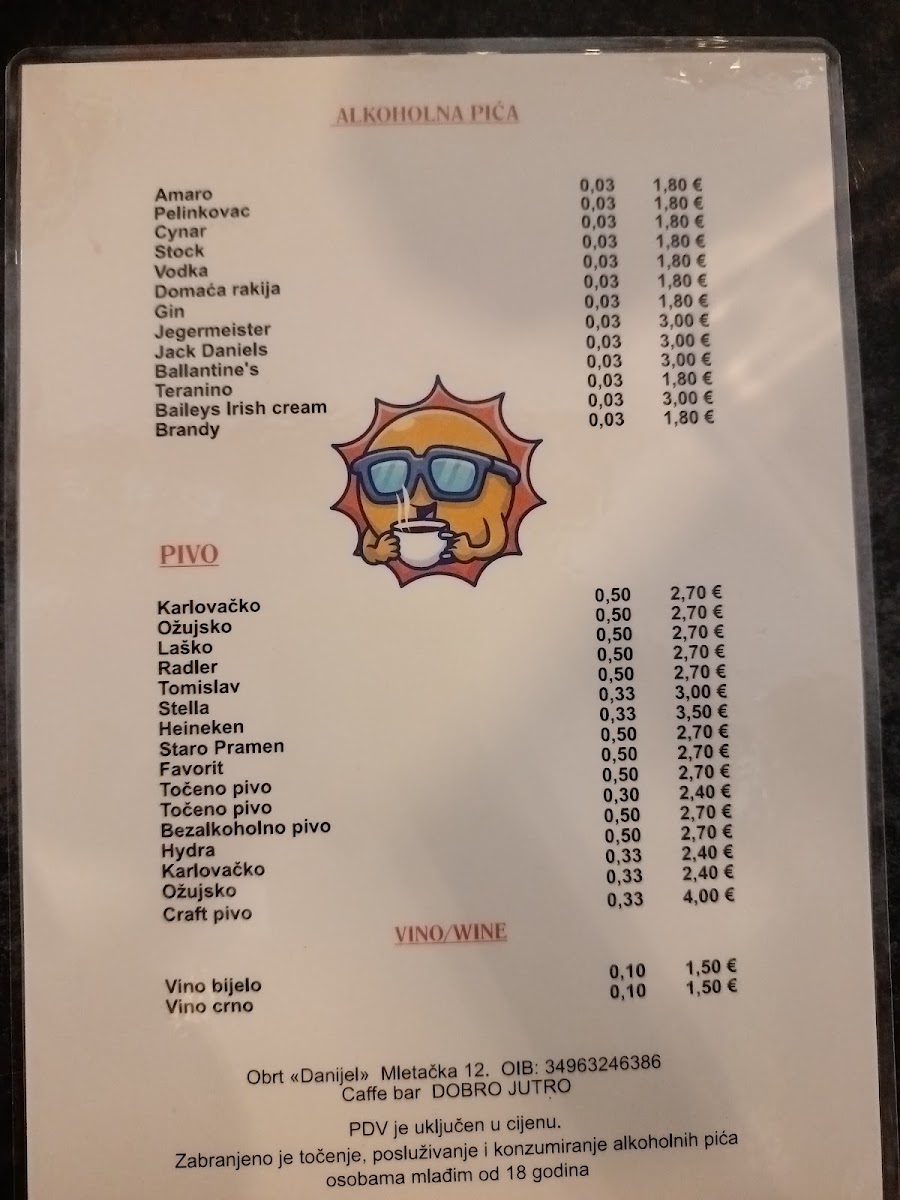 ALKOHOLNA PIĆA
Amaro 0,03 1,80 €
Pelinkovac 0,03 1,80 €
Cynar 0,03 1,80 €
Stock 0,03 1,80 €
Vodka 0,03 1,80 €
Domaća rakija 0,03 1,80 €
Gin 0,03 1,80 €
Jegermeister 0,03 3,00 €
Jack Daniels 0,03 3,00 €
Ballantine's 0,03 3,00 €
Teranino 0,03 1,80 €
Baileys Irish cream 0,03 3,00 €
Brandy 0,03 1,80 €
PIVO
Karlovačko 0,50 2,70 €
Ožujsko 0,50 2,70 €
Laško 0,50 2,70 €
Radler 0,50 2,70 €
Tomislav 0,50 2,70 €
Stella 0,33 3,00 €
Heineken 0,33 3,50 €
Staro Pramen 0,50 2,70 €
Favorit 0,50 2,70 €
Točeno pivo 0,50 2,70 €
Točeno pivo 0,30 2,40 €
Bezalkoholno pivo 0,50 2,70 €
Hydra 0,50 2,70 €
Karlovačko 0,33 2,40 €
Ožujsko 0,33 2,40 €
Craft pivo 0,33 4,00 €
VINO/WINE
Vino bijelo 0,10 1,50 €
Vino crno 0,10 1,50 €
Obrt «Danijel» Mletačka 12. OIB: 34963246386
Caffe bar DOBRO JUTRO
PDV je uključen u cijenu.
Zabranjeno je točenje, posluživanje i konzumiranje alkoholnih pića
osobama mlađim od 18 godina